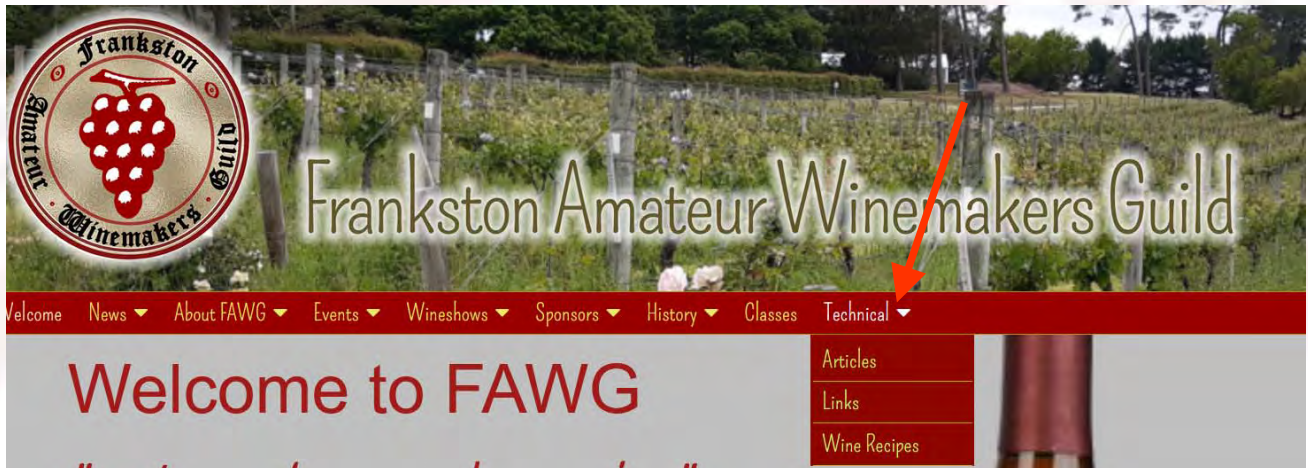 Frankston
Amateur
Winemakers
Guild
Frankston Amateur Winemakers Guild
Velcome News About FAWG Events Wineshows Sponsors History Classes Technical
Articles
Links
Wine Recipes
Welcome to FAWG